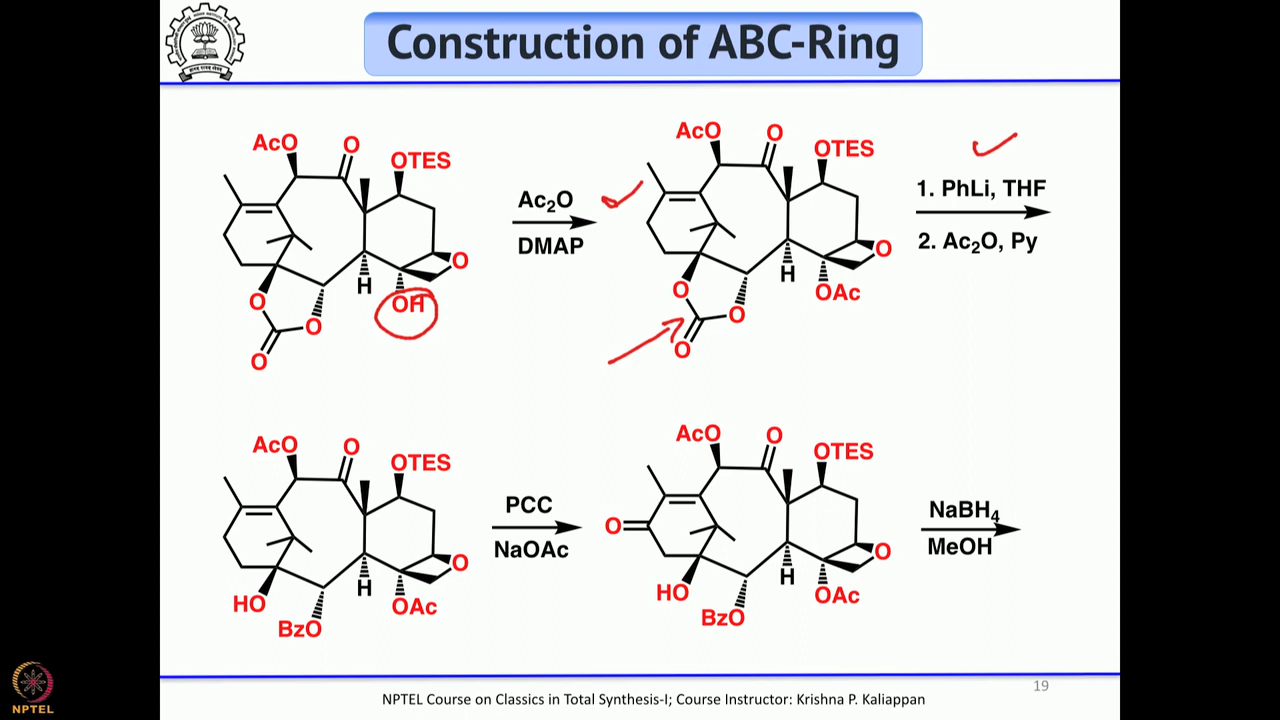 Construction of ABC-Ring
AcO
O
OTES
Ac2O
DMAP
O
H
OH
O
O
O
AcO
O
OTES
1. PhLi, THF
2. Ac2O, Py
O
H
OAc
O
O
O
AcO
O
OTES
PCC
NaOAc
O
H
OAc
HO
BzO
AcO
O
OTES
NaBH4
MeOH
O
O
H
OAc
HO
BzO
19
NPTEL
NPTEL Course on Classics in Total Synthesis-I; Course Instructor: Krishna P. Kaliappan